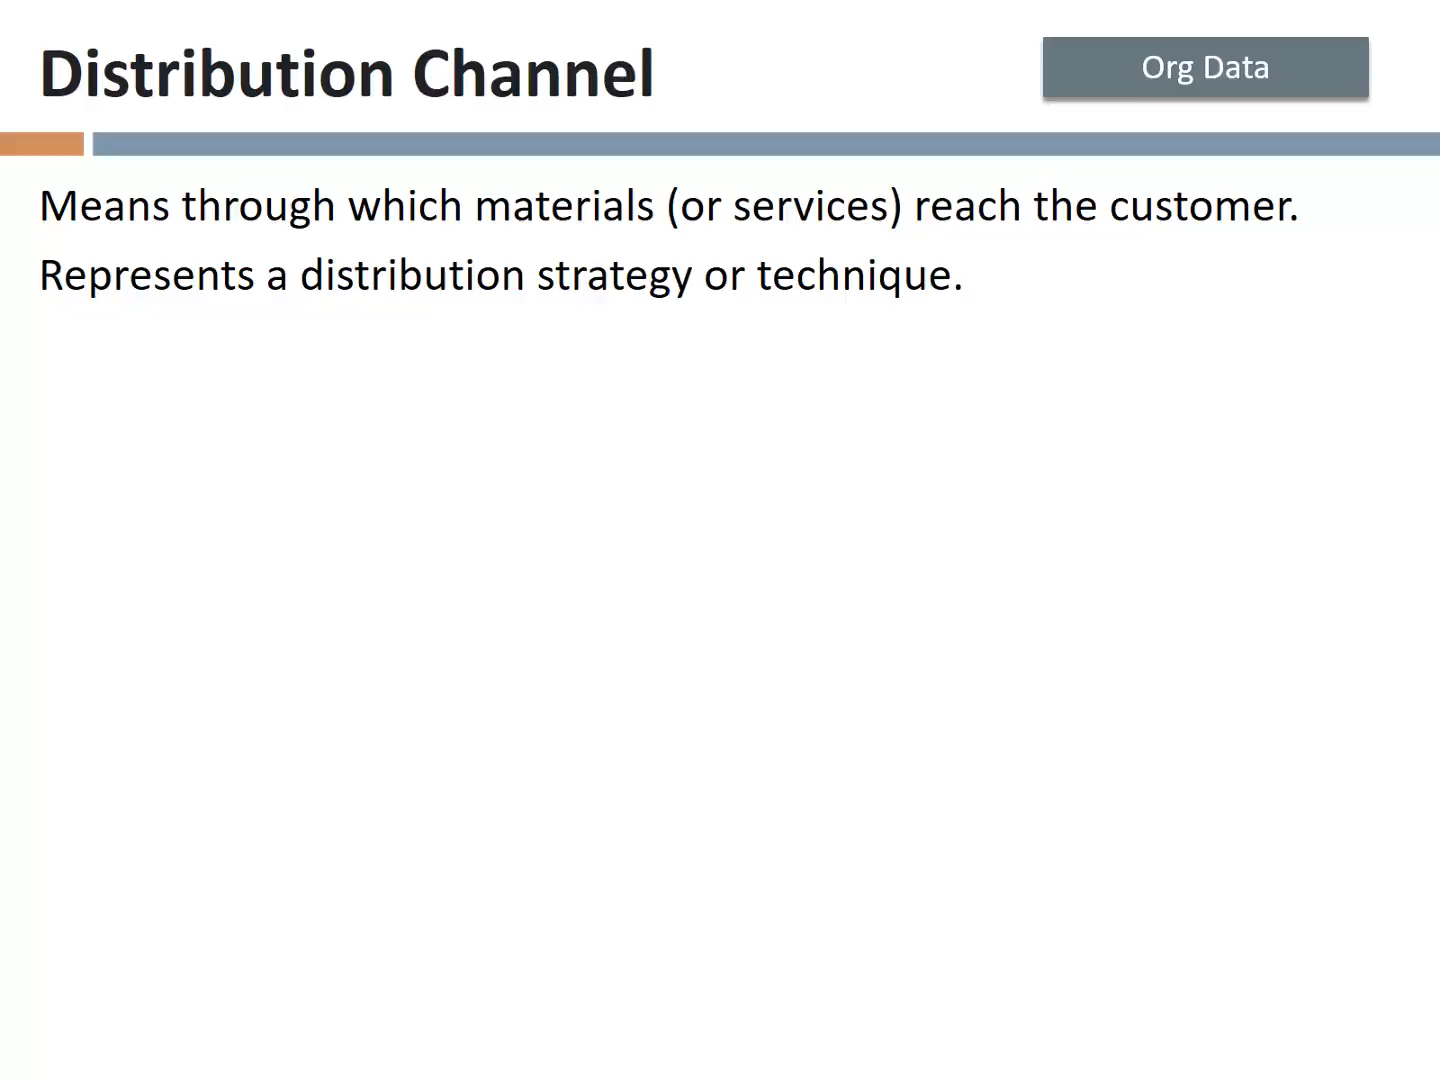 Distribution Channel
Org Data
Means through which materials (or services) reach the customer.
Represents a distribution strategy or technique.